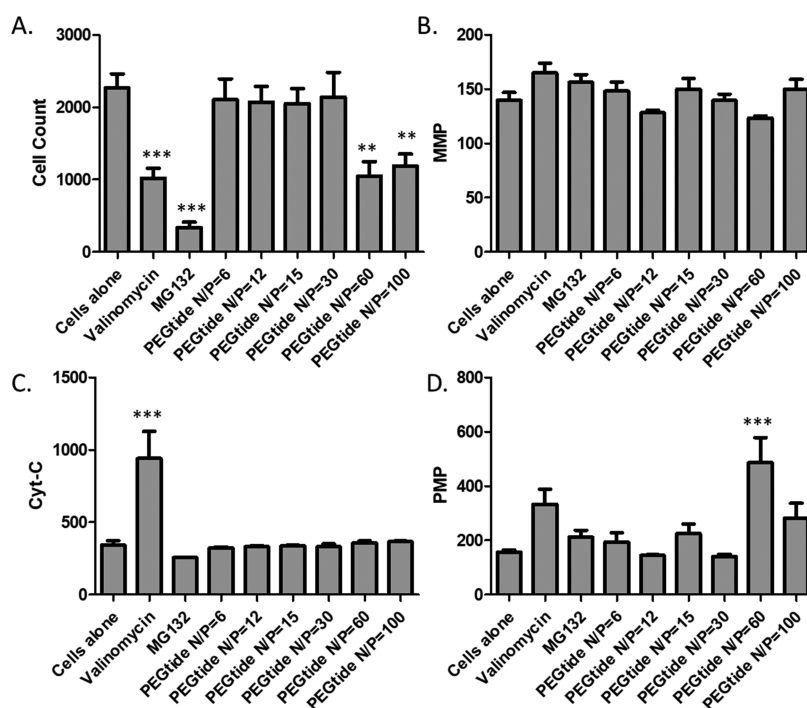 A.
3000
2000
1000
0
Cell Count
***
***
**
**
Cells alone
Valinomycin
MG132
PEGtide N/P=6
PEGtide N/P=12
PEGtide N/P=15
PEGtide N/P=30
PEGtide N/P=60
PEGtide N/P=100
B.
200
150
100
50
0
MMP
Cells alone
Valinomycin
MG132
PEGtide N/P=6
PEGtide N/P=12
PEGtide N/P=15
PEGtide N/P=30
PEGtide N/P=60
PEGtide N/P=100
C.
1500
1000
500
0
Cyt-C
***
Cells alone
Valinomycin
MG132
PEGtide N/P=6
PEGtide N/P=12
PEGtide N/P=15
PEGtide N/P=30
PEGtide N/P=60
PEGtide N/P=100
D.
800
600
400
200
0
PMP
***
Cells alone
Valinomycin
MG132
PEGtide N/P=6
PEGtide N/P=12
PEGtide N/P=15
PEGtide N/P=30
PEGtide N/P=60
PEGtide N/P=100